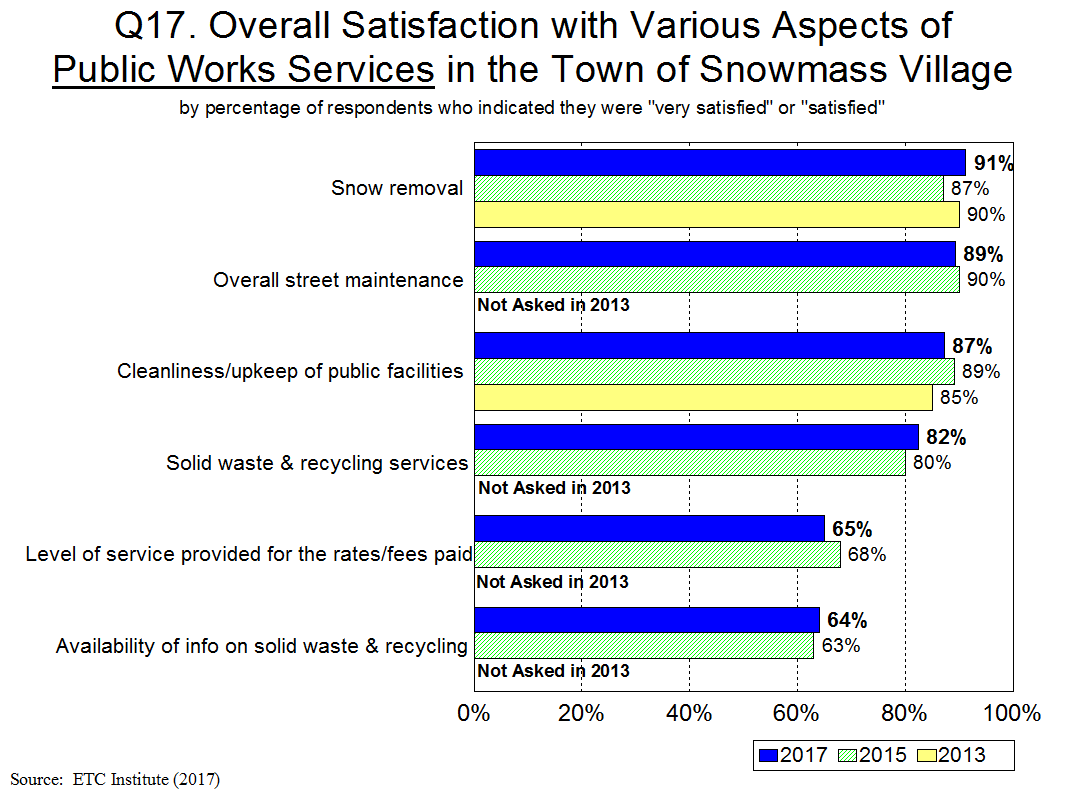 Q17. Overall Satisfaction with Various Aspects of
Public Works Services in the Town of Snowmass Village
by percentage of respondents who indicated they were "very satisfied" or "satisfied"
Snow removal
91%
87%
90%
Overall street maintenance
89%
90%
Not Asked in 2013
Cleanliness/upkeep of public facilities
87%
89%
85%
Solid waste & recycling services
82%
80%
Not Asked in 2013
Level of service provided for the rates/fees paid
65%
68%
Not Asked in 2013
Availability of info on solid waste & recycling
64%
63%
Not Asked in 2013
0% 20% 40% 60% 80% 100%
2017 2015 2013
Source: ETC Institute (2017)